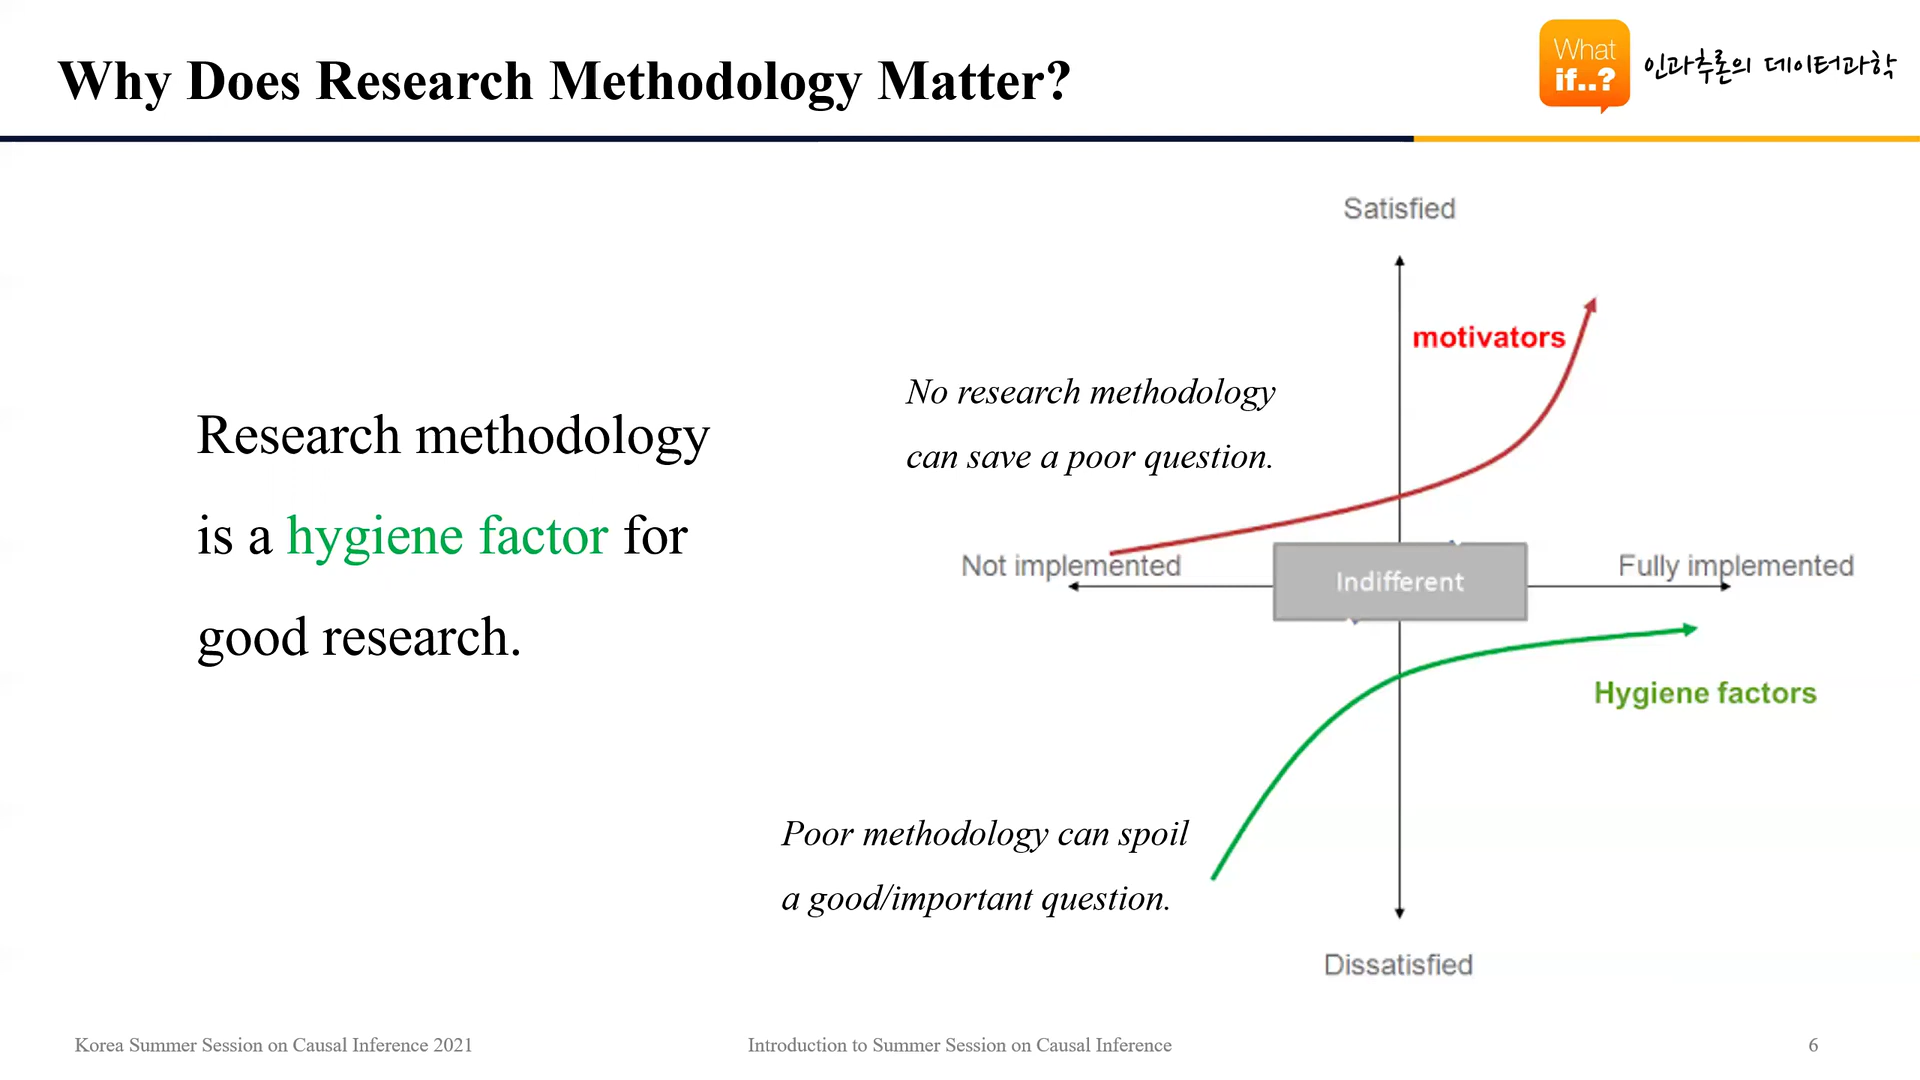 Why Does Research Methodology Matter?
What
if..?
인과추론의 데이터과학
Satisfied
motivators
No research methodology
can save a poor question.
Research methodology
is a hygiene factor for
good research.
Not implemented
Indifferent
Fully implemented
Hygiene factors
Poor methodology can spoil
a good/important question.
Dissatisfied
Korea Summer Session on Causal Inference 2021
Introduction to Summer Session on Causal Inference
6